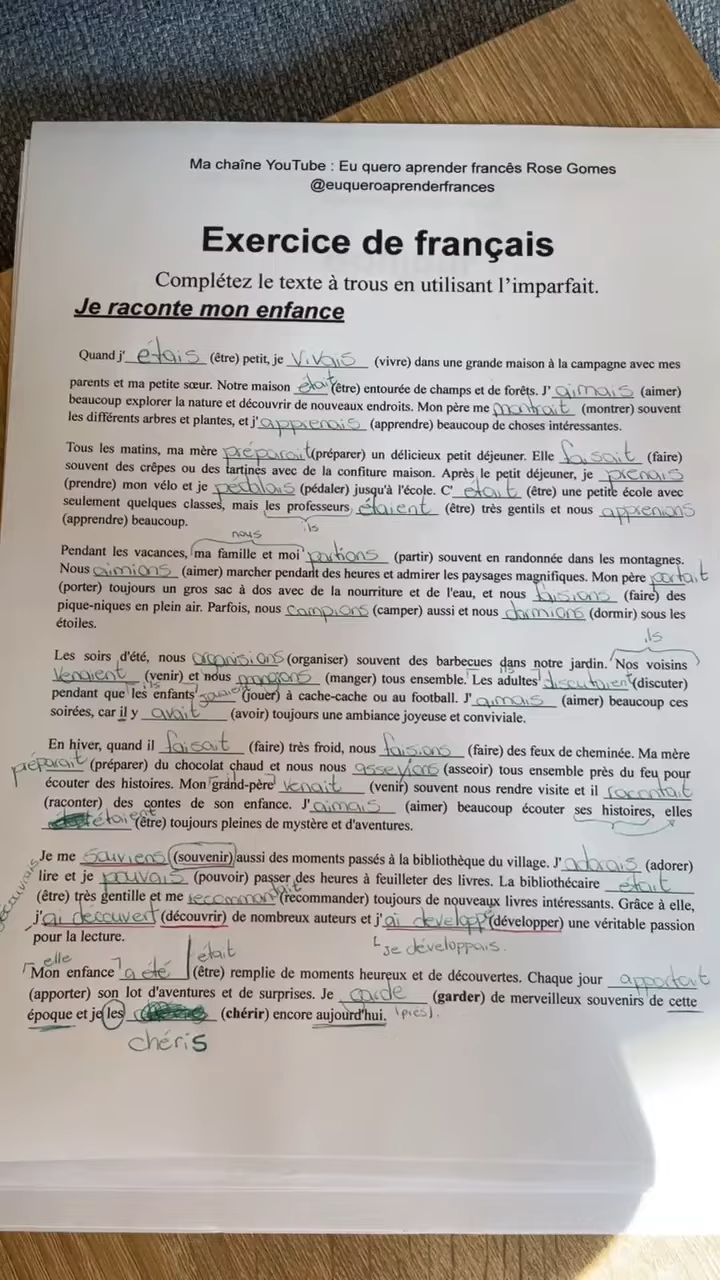 Ma chaîne YouTube : Eu quero aprender francês Rose Gomes
@euqueroaprenderfrances
Exercice de français
Complétez le texte à trous en utilisant l'imparfait.
Je raconte mon enfance
Quand j' étais (être) petit, je vivais (vivre) dans une grande maison à la campagne avec mes
parents et ma petite sœur. Notre maison était (être) entourée de champs et de forêts. J' aimais (aimer)
beaucoup explorer la nature et découvrir de nouveaux endroits. Mon père me montrait (montrer) souvent
les différents arbres et plantes, et j' apprenais (apprendre) beaucoup de choses intéressantes.
Tous les matins, ma mère préparait (préparer) un délicieux petit déjeuner. Elle faisait (faire)
souvent des crêpes ou des tartines avec de la confiture maison. Après le petit déjeuner, je prenais
(prendre) mon vélo et je pédalais (pédaler) jusqu'à l'école. C' était (être) une petite école avec
seulement quelques classes, mais les professeurs étaient (être) très gentils et nous apprenions
(apprendre) beaucoup.
ils
nous
Pendant les vacances, ma famille et moi partions (partir) souvent en randonnée dans les montagnes.
Nous aimions (aimer) marcher pendant des heures et admirer les paysages magnifiques. Mon père portait
(porter) toujours un gros sac à dos avec de la nourriture et de l'eau, et nous faisions (faire) des
pique-niques en plein air. Parfois, nous campions (camper) aussi et nous dormions (dormir) sous les
étoiles.
ils
Les soirs d'été, nous organisions (organiser) souvent des barbecues dans notre jardin. Nos voisins
venaient (venir) et nous mangions (manger) tous ensemble. Les adultes discutaient (discuter)
pendant que les enfants jouaient (jouer) à cache-cache ou au football. J' aimais (aimer) beaucoup ces
soirées, car il y avait (avoir) toujours une ambiance joyeuse et conviviale.
En hiver, quand il faisait (faire) très froid, nous faisions (faire) des feux de cheminée. Ma mère
préparait (préparer) du chocolat chaud et nous nous asseyions (asseoir) tous ensemble près du feu pour
écouter des histoires. Mon grand-père venait (venir) souvent nous rendre visite et il racontait
(raconter) des contes de son enfance. J' aimais (aimer) beaucoup écouter ses histoires, elles
étaient (être) toujours pleines de mystère et d'aventures.
Je me souviens (souvenir) aussi des moments passés à la bibliothèque du village. J' adorais (adorer)
lire et je pouvais (pouvoir) passer des heures à feuilleter des livres. La bibliothécaire était
(être) très gentille et me recommandait (recommander) toujours de nouveaux livres intéressants. Grâce à elle,
j' ai découvert (découvrir) de nombreux auteurs et j' ai développé (développer) une véritable passion
pour la lecture.
je développais.
elle
était
Mon enfance a été (être) remplie de moments heureux et de découvertes. Chaque jour apportait
(apporter) son lot d'aventures et de surprises. Je garde (garder) de merveilleux souvenirs de cette
époque et je les (chérir) encore aujourd'hui. (prés).
chéris